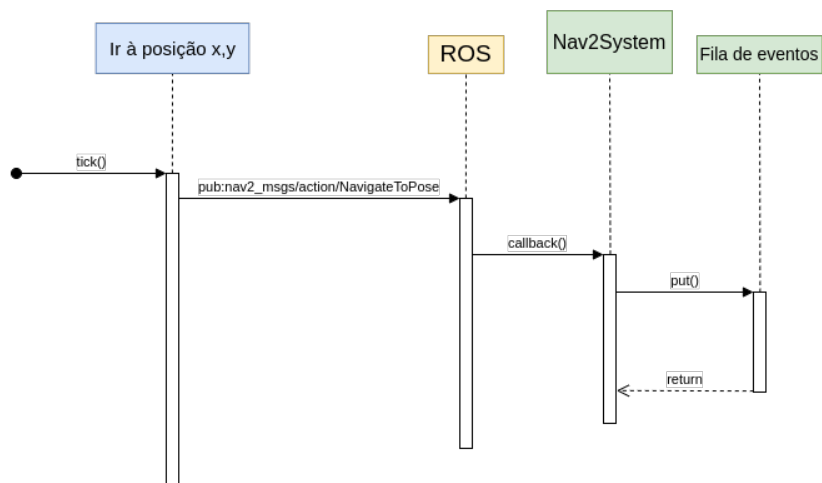 Ir à posição x,y
ROS
Nav2System
Fila de eventos
tick()
pub:nav2_msgs/action/NavigateToPose
callback()
put()
return